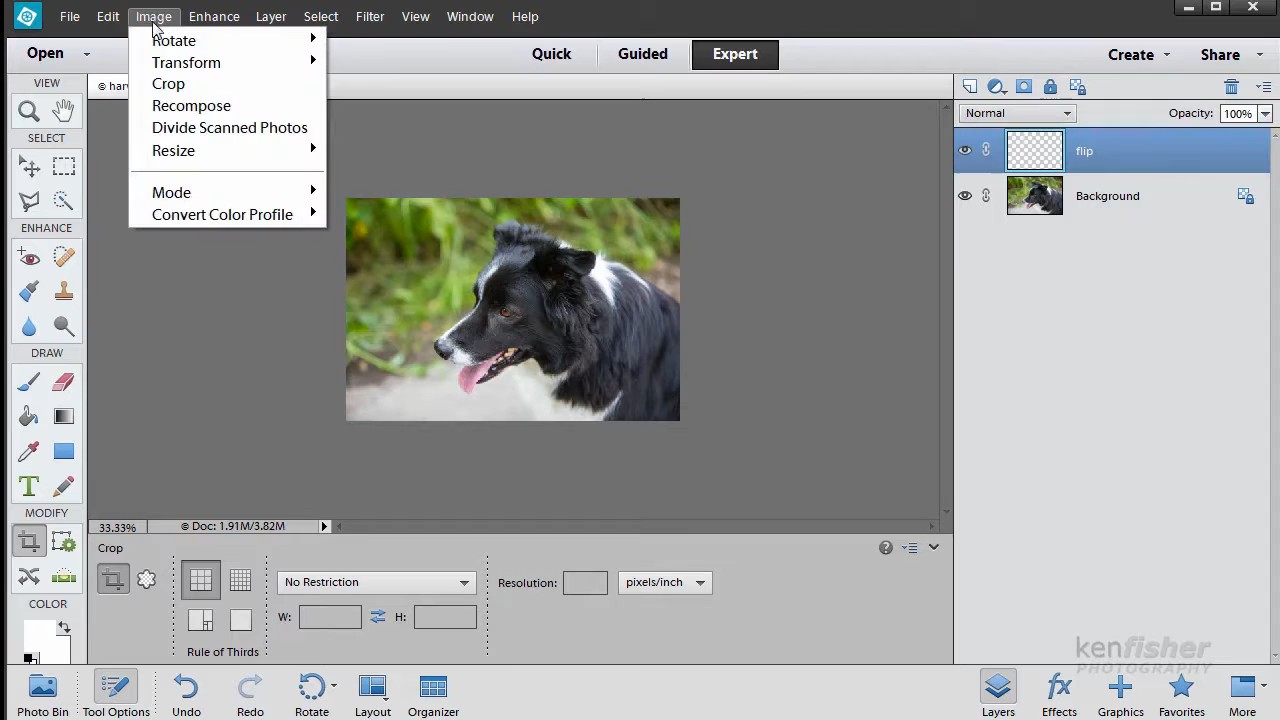 File Edit Image Enhance Layer Select Filter View Window Help
Open Quick Guided Expert Create Share
© har
Rotate
Transform
Crop
Recompose
Divide Scanned Photos
Resize
Mode
Convert Color Profile
VIEW
SELECT
ENHANCE
DRAW
MODIFY
COLOR
Normal Opacity: 100%
flip
Background
33.33% © Doc: 1.91M/3.82M
Crop
No Restriction Resolution: pixels/inch
W: H:
Rule of Thirds
kenfisher
PHOTOGRAPHY
Photo Bin Tool Options Undo Redo Rotate Layout Organizer Layers Effects Graphics Favorites More